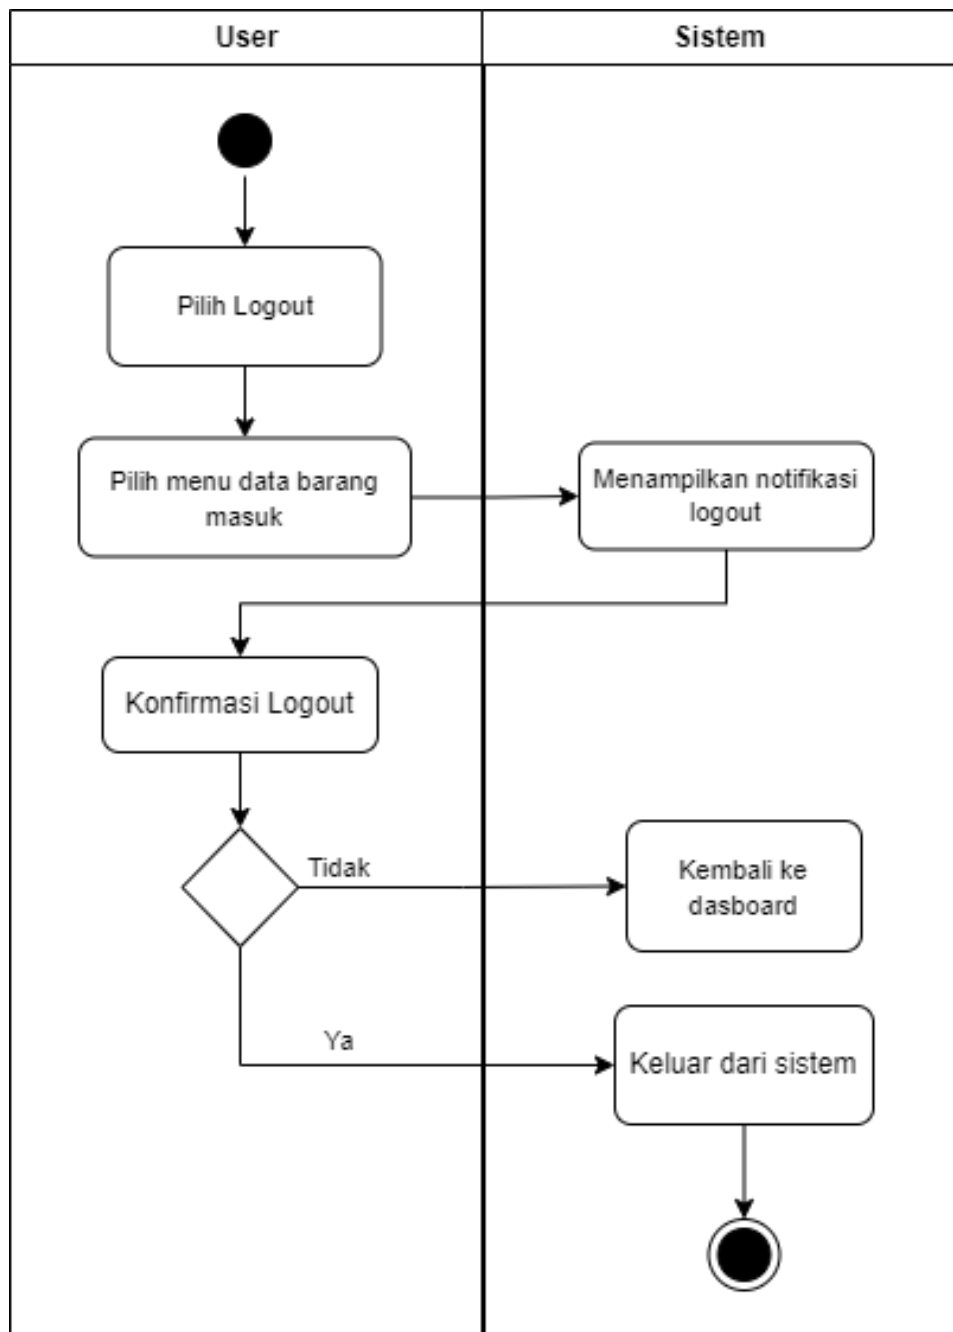 User
Sistem
Pilih Logout
Pilih menu data barang
masuk
Menampilkan notifikasi
logout
Konfirmasi Logout
Tidak
Kembali ke
dasboard
Ya
Keluar dari sistem